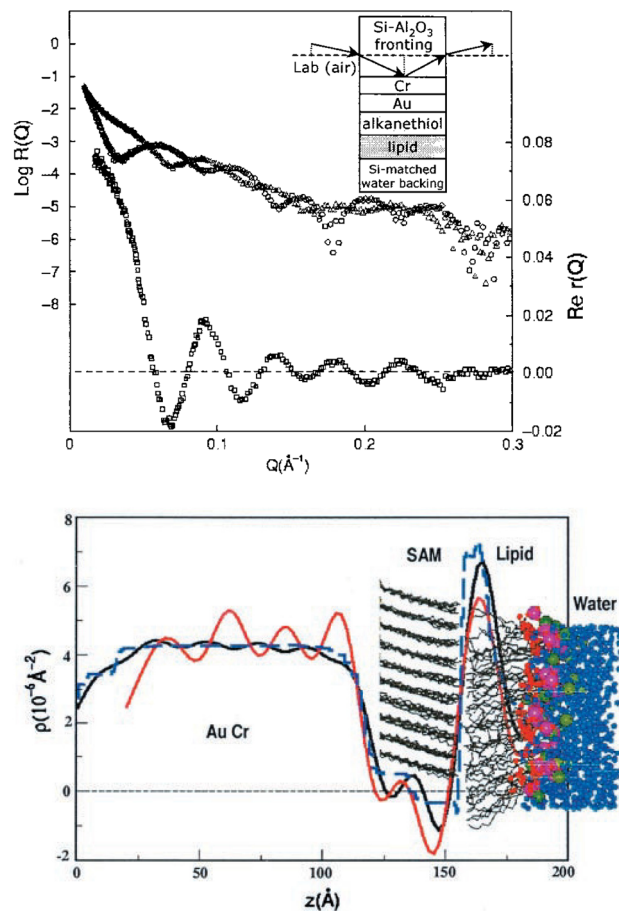 0
−1
−2
−3
−4
−5
−6
−7
−8
Log R(Q)
Si-Al₂O₃
fronting
Lab (air)
Cr
Au
alkanethiol
lipid
Si-matched
water backing
0.08
0.06
0.04
0.02
0.00
−0.02
Re r(Q)
0 0.1 0.2 0.3
Q(Å⁻¹)
8
6
4
2
0
-2
ρ(10⁻⁶Å⁻²)
SAM Lipid
Water
Au Cr
0 50 100 150 200
z(Å)